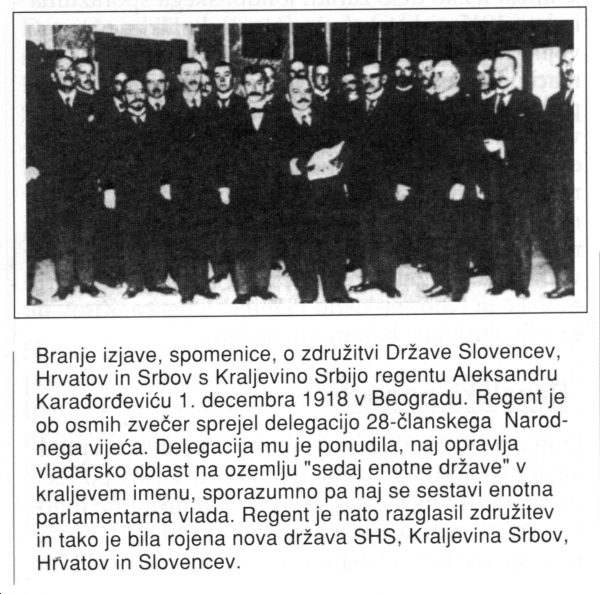 Branje izjave, spomenice, o združitvi Države Slovencev,
Hrvatov in Srbov s Kraljevino Srbijo regentu Aleksandru
Karađorđeviću 1. decembra 1918 v Beogradu. Regent je
ob osmih zvečer sprejel delegacijo 28-članskega Narod-
nega vijeća. Delegacija mu je ponudila, naj opravlja
vladarsko oblast na ozemlju "sedaj enotne države" v
kraljevem imenu, sporazumno pa naj se sestavi enotna
parlamentarna vlada. Regent je nato razglasil združitev
in tako je bila rojena nova država SHS, Kraljevina Srbov,
Hrvatov in Slovencev.